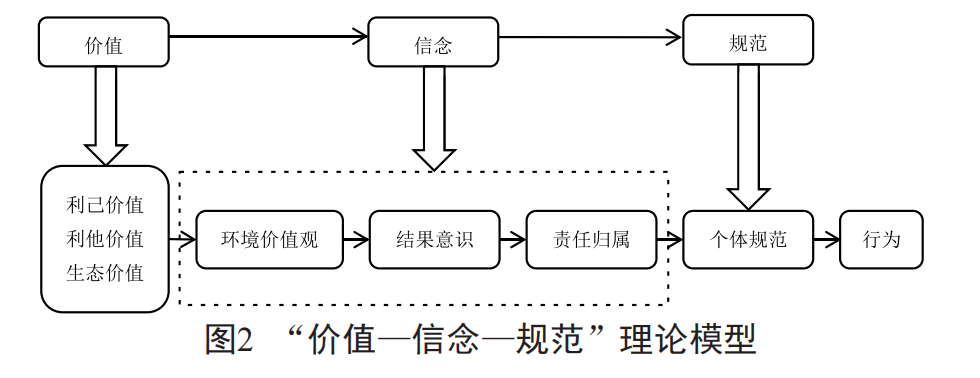 价值
信念
规范
利己价值
利他价值
生态价值
环境价值观
结果意识
责任归属
个体规范
行为
图2 “价值—信念—规范”理论模型